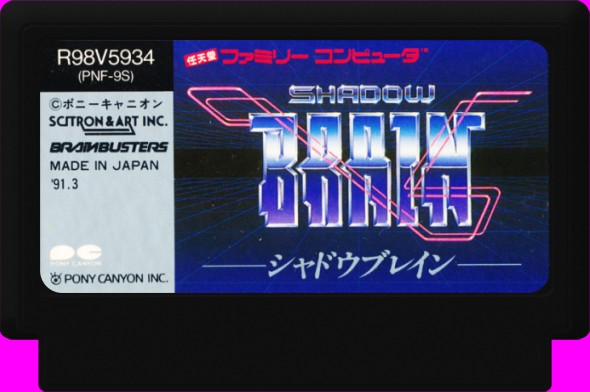 R98V5934
(PNF-9S)
©ポニーキャニオン
SCITRON & ART INC.
BRAINBUSTERS
MADE IN JAPAN
'91.3
PONY CANYON
PONY CANYON INC.
任天堂 ファミリー コンピュータ™
SHADOW
BRAIN
シャドウブレイン